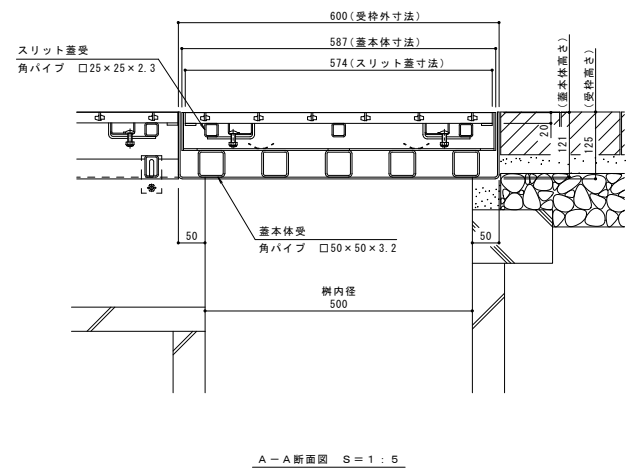 600(受枠外寸法)
587(蓋本体寸法)
574(スリット蓋寸法)
スリット蓋受
角パイプ □25×25×2.3
(蓋本体高さ)
(受枠高さ)
20
121
125
50
蓋本体受
角パイプ □50×50×3.2
50
桝内径
500
A－A断面図 S＝1：5